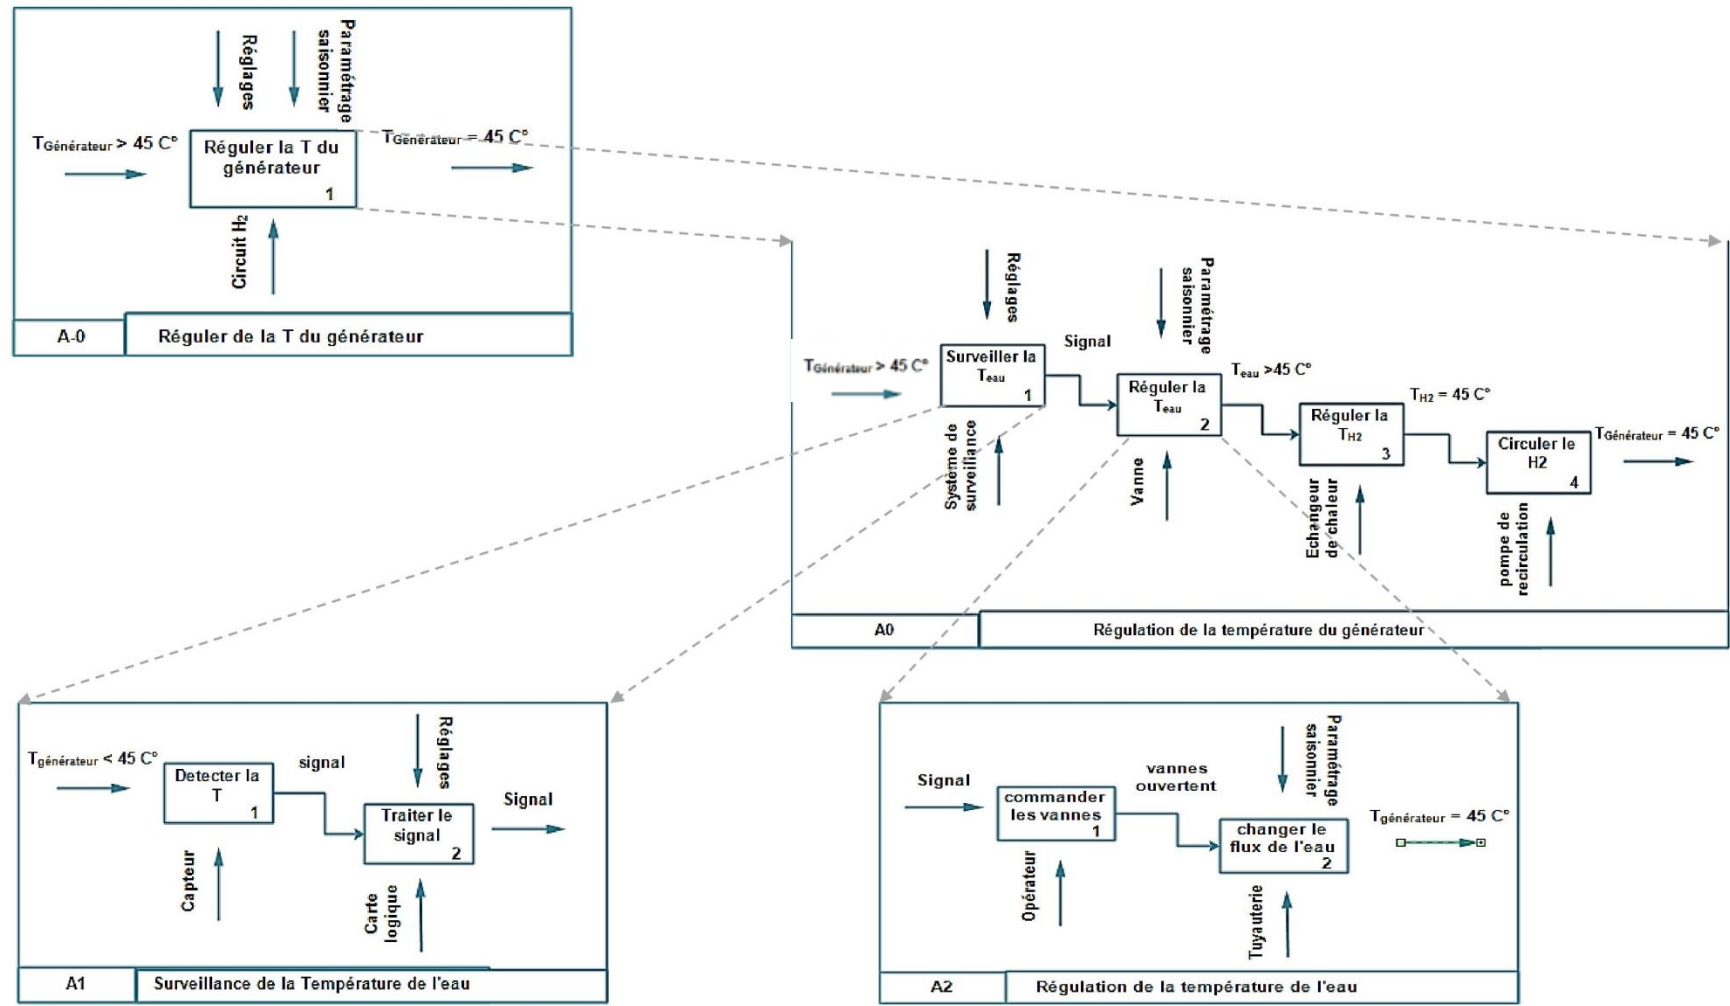 Réglages
Paramétrage
saisonnier
TGénérateur > 45 C°
Réguler la T du
générateur
1
TGénérateur = 45 C°
Circuit H2
A-0
Réguler de la T du générateur
Réglages
Paramétrage
saisonnier
TGénérateur > 45 C°
Surveiller la
Teau
1
Signal
Réguler la
Teau
2
Teau >45 C°
Réguler la
TH2
3
TH2 = 45 C°
Circuler le
H2
4
TGénérateur = 45 C°
Système de
surveillance
Vanne
Echangeur
de chaleur
pompe de
recirculation
A0
Régulation de la température du générateur
Tgénérateur < 45 C°
Detecter la
T
1
signal
Réglages
Traiter le
signal
2
Signal
Capteur
Carte
logique
A1
Surveillance de la Température de l'eau
Signal
commander
les vannes
1
vannes
ouvertent
Paramétrage
saisonnier
changer le
flux de l'eau
2
Tgénérateur = 45 C°
Opérateur
Tuyauterie
A2
Régulation de la température de l'eau